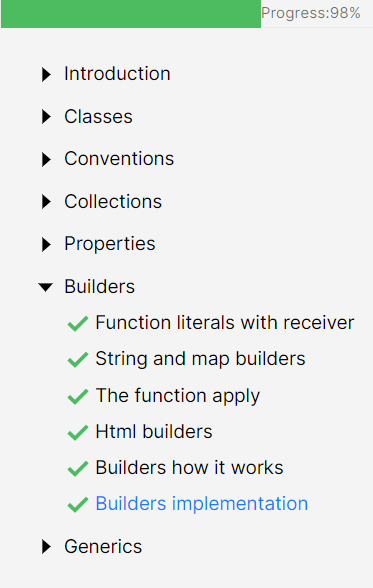 Progress:98%
Introduction
Classes
Conventions
Collections
Properties
Builders
Function literals with receiver
String and map builders
The function apply
Html builders
Builders how it works
Builders implementation
Generics